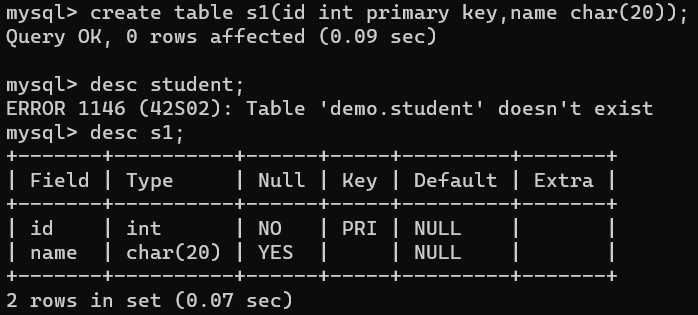 mysql> create table s1(id int primary key,name char(20));
Query OK, 0 rows affected (0.09 sec)

mysql> desc student;
ERROR 1146 (42S02): Table 'demo.student' doesn't exist
mysql> desc s1;
+-------+----------+------+-----+---------+-------+
| Field | Type     | Null | Key | Default | Extra |
+-------+----------+------+-----+---------+-------+
| id    | int      | NO   | PRI | NULL    |       |
| name  | char(20) | YES  |     | NULL    |       |
+-------+----------+------+-----+---------+-------+
2 rows in set (0.07 sec)